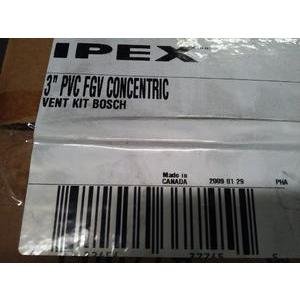 IPEX
3" PVC FGV CONCENTRIC
VENT KIT BOSCH
Made in
CANADA 2009 01 29 PHA